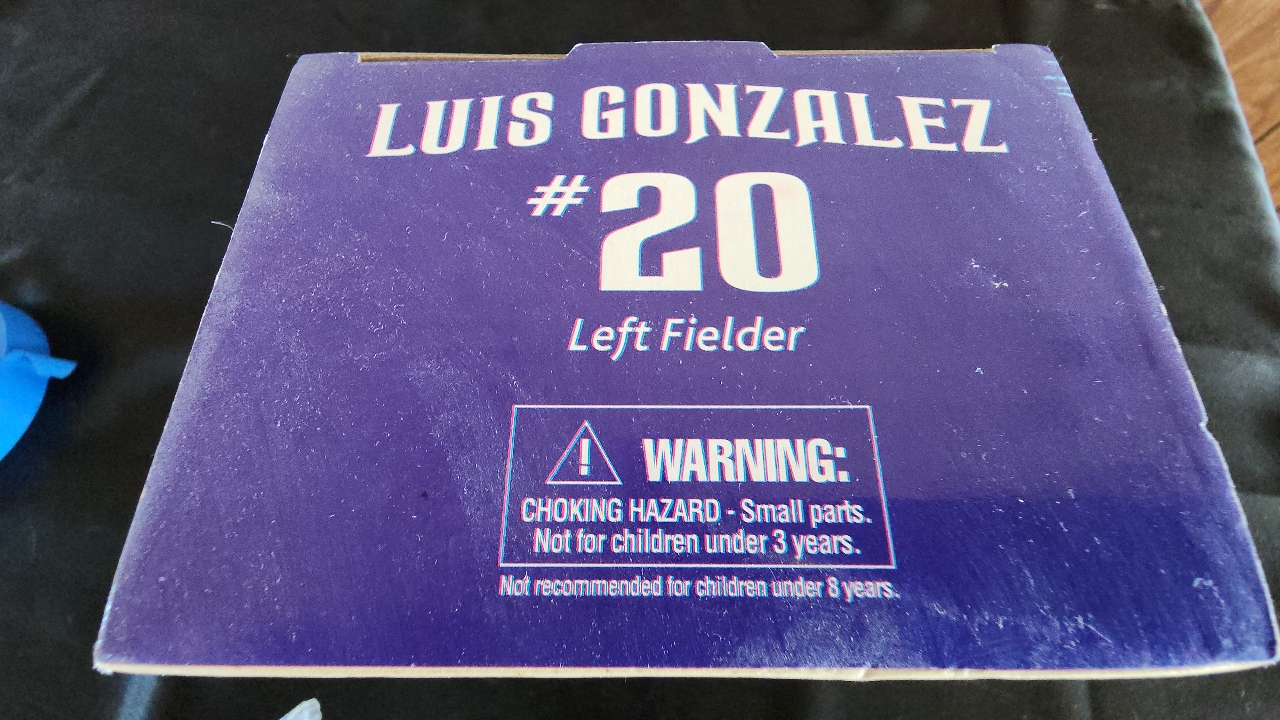 LUIS GONZALEZ
#20
Left Fielder
! WARNING:
CHOKING HAZARD - Small parts.
Not for children under 3 years.
Not recommended for children under 8 years.